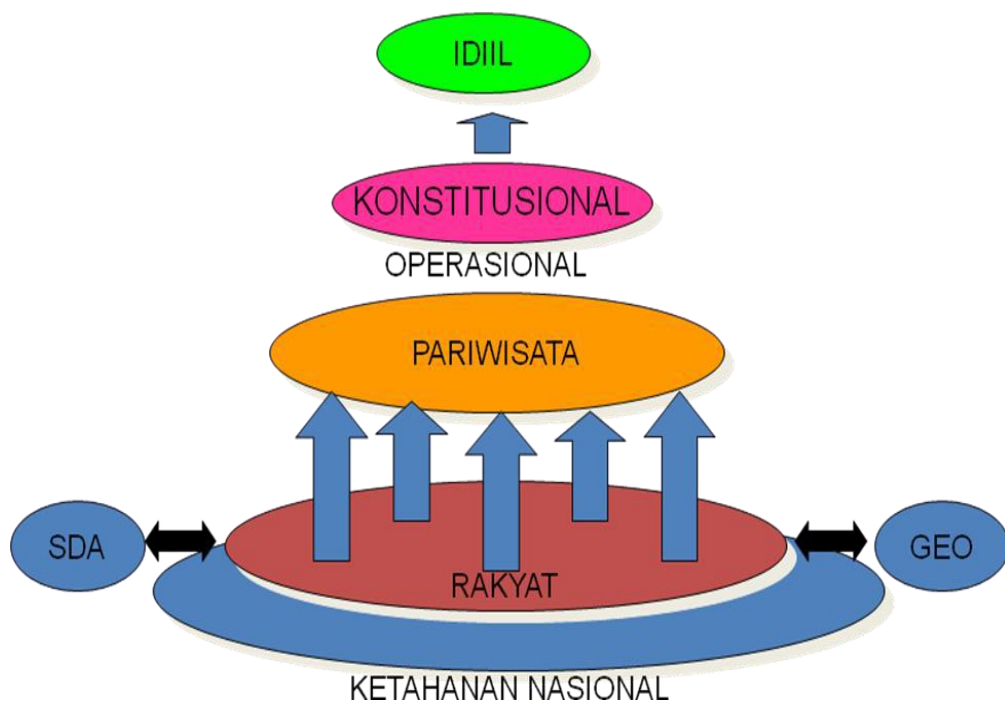 IDIIL
KONSTITUSIONAL
OPERASIONAL
PARIWISATA
SDA
GEO
RAKYAT
KETAHANAN NASIONAL